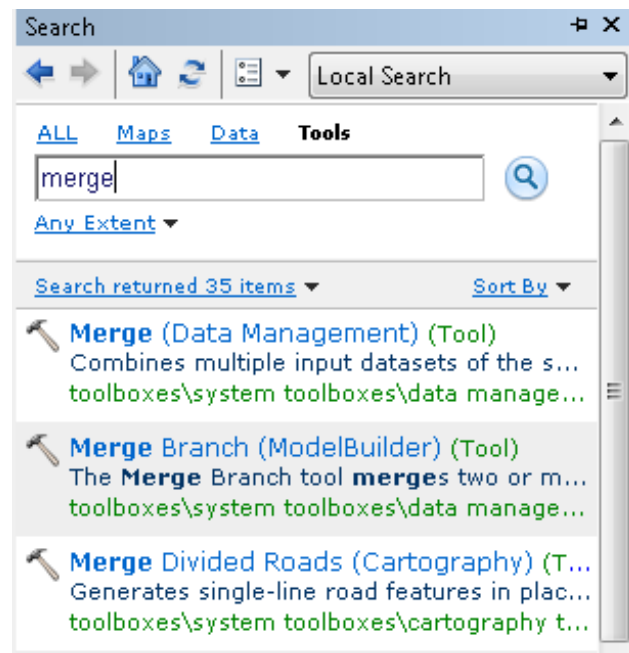 Search
Local Search
ALL Maps Data Tools
merge
Any Extent
Search returned 35 items Sort By
Merge (Data Management) (Tool)
Combines multiple input datasets of the s...
toolboxes\system toolboxes\data manage...
Merge Branch (ModelBuilder) (Tool)
The Merge Branch tool merges two or m...
toolboxes\system toolboxes\data manage...
Merge Divided Roads (Cartography) (T...
Generates single-line road features in plac...
toolboxes\system toolboxes\cartography t...